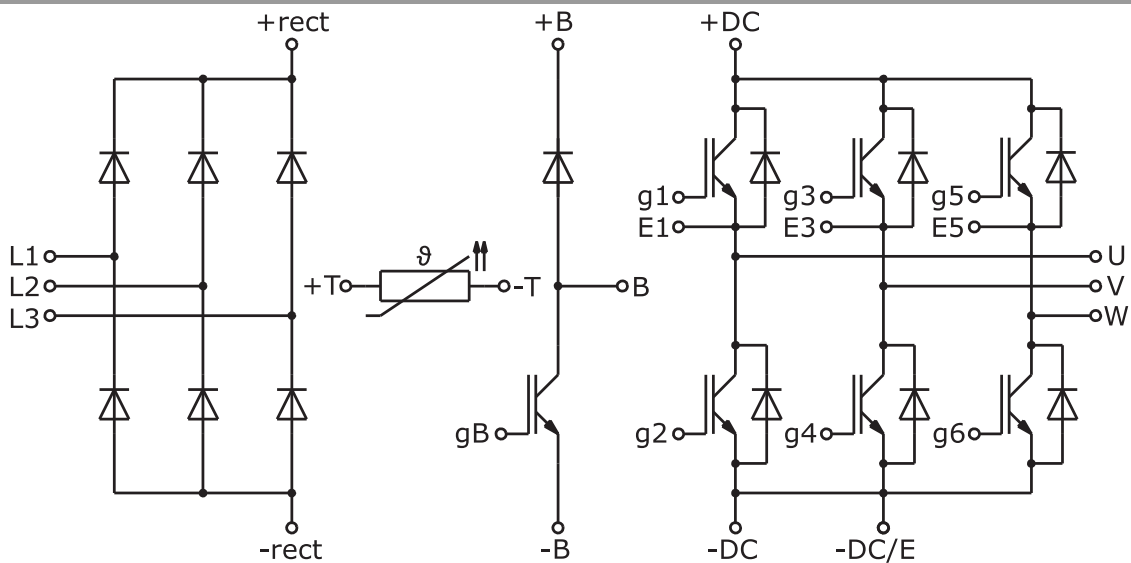 +rect
+B
+DC
g1
g3
g5
E1
E3
E5
L1
L2
L3
ϑ
+T
-T
B
U
V
W
gB
g2
g4
g6
-rect
-B
-DC
-DC/E